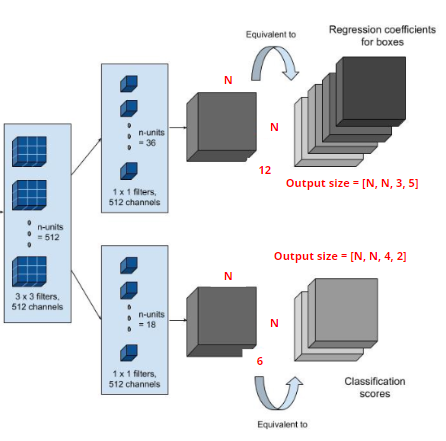 Equivalent to
Regression coefficients
for boxes
N
n-units
= 36
N
12
1 x 1 filters,
512 channels
Output size = [N, N, 3, 5]
n-units
= 512
3 x 3 filters,
512 channels
Output size = [N, N, 4, 2]
N
n-units
= 18
N
6
1 x 1 filters,
512 channels
Classification
scores
Equivalent to